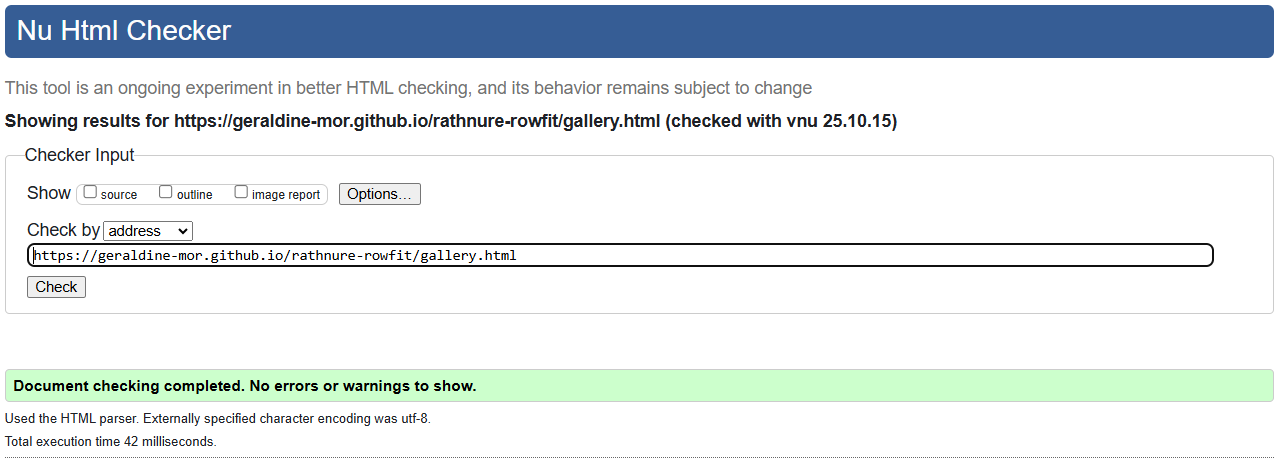 Nu Html Checker
This tool is an ongoing experiment in better HTML checking, and its behavior remains subject to change
Showing results for https://geraldine-mor.github.io/rathnure-rowfit/gallery.html (checked with vnu 25.10.15)
Checker Input
Show source outline image report Options...
Check by address
https://geraldine-mor.github.io/rathnure-rowfit/gallery.html
Check
Document checking completed. No errors or warnings to show.
Used the HTML parser. Externally specified character encoding was utf-8.
Total execution time 42 milliseconds.